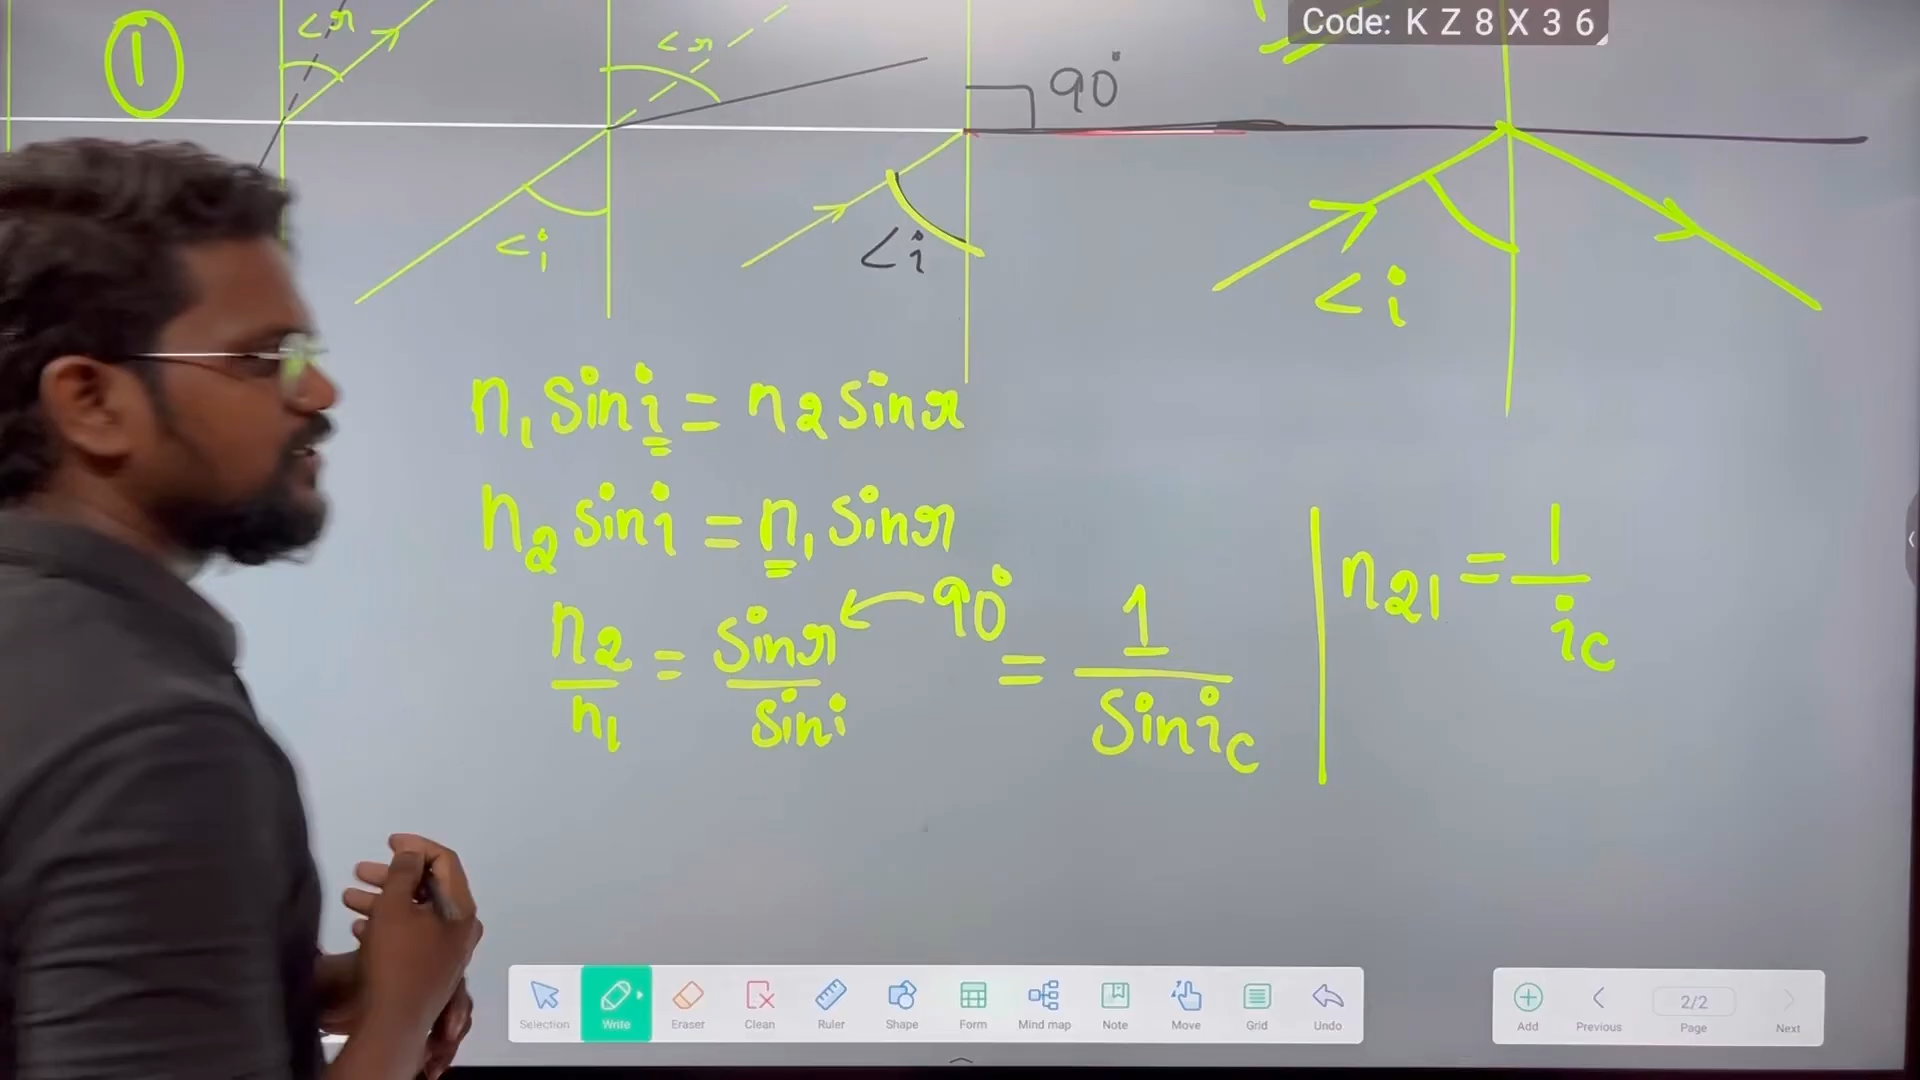 Code: K Z 8 X 3 6
1
<r
<r
90°
<i
<i
<i
n₁ sin i = n₂ sin r
n₂ sin i = n₁ sin r
n₂/n₁ = sin r/sin i ← 90° = 1/sin i_c
n₂₁ = 1/i_c
Selection
Write
Eraser
Clean
Ruler
Shape
Form
Mind map
Note
Move
Grid
Undo
Add
Previous
2/2
Page
Next